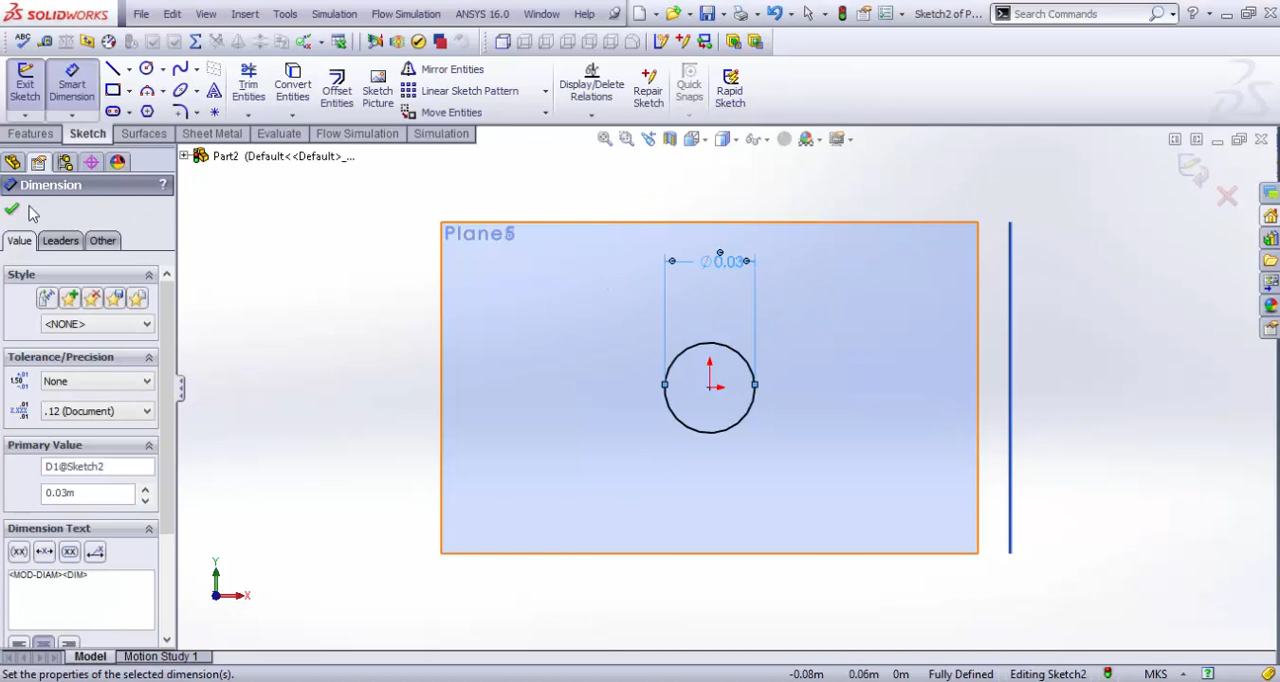 SOLIDWORKS File Edit View Insert Tools Simulation Flow Simulation ANSYS 16.0 Window Help Sketch2 of P... Search Commands ?
Exit Sketch Smart Dimension Trim Entities Convert Entities Offset Entities Sketch Picture Mirror Entities Linear Sketch Pattern Move Entities Display/Delete Relations Repair Sketch Quick Snaps Rapid Sketch
Features Sketch Surfaces Sheet Metal Evaluate Flow Simulation Simulation
Part2 (Default<<Default>_...
Dimension ?
Value Leaders Other
Style
<NONE>
Tolerance/Precision
None
.12 (Document)
Primary Value
D1@Sketch2
0.03m
Dimension Text
<MOD-DIAM><DIM>
∅0.03
Y
X
Model Motion Study 1
Set the properties of the selected dimension(s). -0.08m 0.06m 0m Fully Defined Editing Sketch2 MKS ?